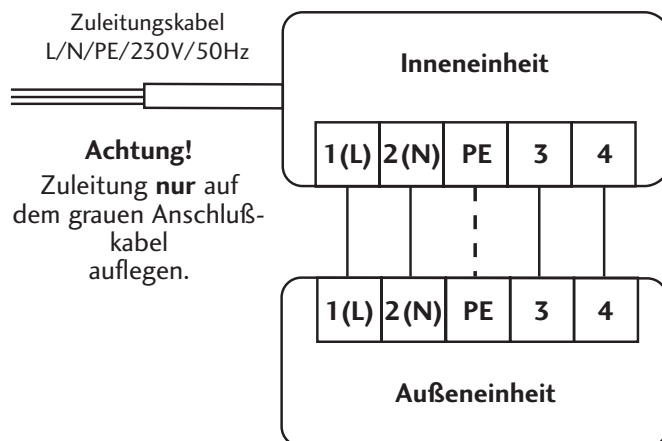 Zuleitungskabel
L/N/PE/230V/50Hz
Inneneinheit
1(L) 2(N) PE 3 4
Achtung!
Zuleitung nur auf
dem grauen Anschluß-
kabel
auflegen.
1(L) 2(N) PE 3 4
Außeneinheit